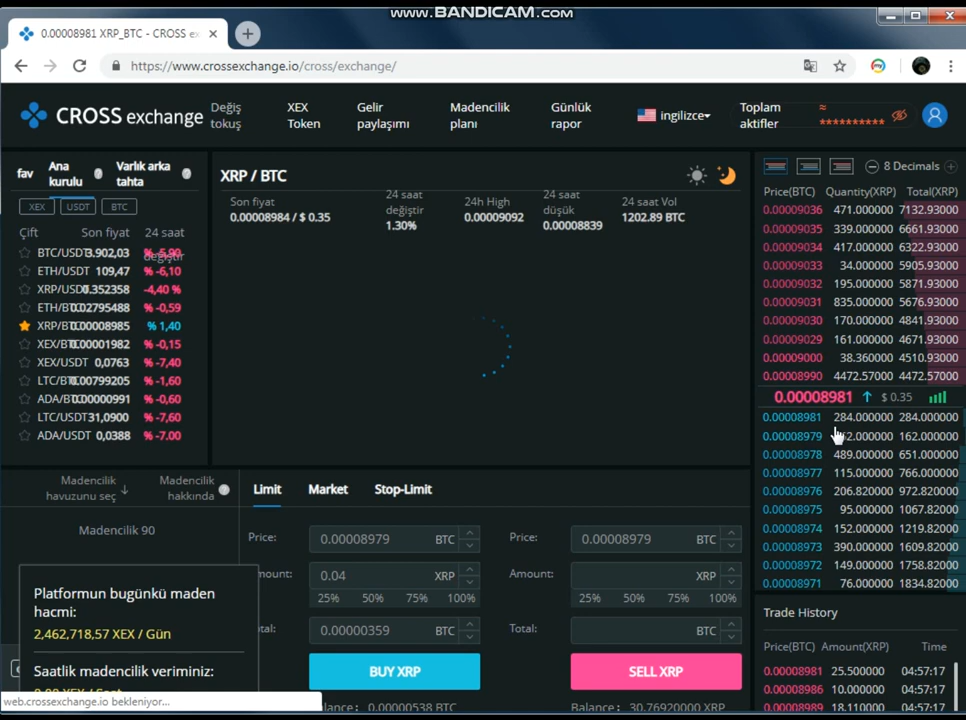 www.BANDICAM.com
0.00008981 XRP_BTC - CROSS ex
https://www.crossexchange.io/cross/exchange/
CROSS exchange
Değiş tokuş
XEX Token
Gelir paylaşımı
Madencilik planı
Günlük rapor
ingilizce
Toplam aktifler
≈ **********
fav
Ana kurulu
Varlık arka tahta
XEX USDT BTC
Çift Son fiyat 24 saat değiştir
BTC/USDT 3.902,03 % -5,90
ETH/USDT 109,47 % -6,10
XRP/USDT 0.352358 -4,40 %
ETH/BTC 0.02795488 % -0,59
XRP/BTC 0.00008985 % 1,40
XEX/BTC 0.00001982 % -0,15
XEX/USDT 0,0763 % -7,40
LTC/BTC 0.00799205 % -1,60
ADA/BTC 0.00000991 % -0,60
LTC/USDT 31,0900 % -7,60
ADA/USDT 0,0388 % -7.00
XRP / BTC
Son fiyat
0.00008984 / $ 0.35
24 saat değiştir
1.30%
24h High
0.00009092
24 saat düşük
0.00008839
24 saat Vol
1202.89 BTC
8 Decimals
Price(BTC) Quantity(XRP) Total(XRP)
0.00009036 471.000000 7132.93000
0.00009035 339.000000 6661.93000
0.00009034 417.000000 6322.93000
0.00009033 34.000000 5905.93000
0.00009032 195.000000 5871.93000
0.00009031 835.000000 5676.93000
0.00009030 170.000000 4841.93000
0.00009029 161.000000 4671.93000
0.00009000 38.360000 4510.93000
0.00008990 4472.57000 4472.57000
0.00008981 $ 0.35
0.00008981 284.000000 284.000000
0.00008979 2.000000 162.000000
0.00008978 489.000000 651.000000
0.00008977 115.000000 766.000000
0.00008976 206.820000 972.820000
0.00008975 95.000000 1067.82000
0.00008974 152.000000 1219.82000
0.00008973 390.000000 1609.82000
0.00008972 149.000000 1758.82000
0.00008971 76.000000 1834.82000
Trade History
Price(BTC) Amount(XRP) Time
0.00008981 25.500000 04:57:17
0.00008986 10.000000 04:57:17
0.00008989 18.110000 04:57:17
Madencilik havuzunu seç
Madencilik hakkında
Madencilik 90
Platformun bugünkü maden
hacmi:
2,462,718,57 XEX / Gün
Saatlik madencilik veriminiz:
web.crossexchange.io bekleniyor...
Limit Market Stop-Limit
Price: 0.00008979 BTC
mount: 0.04 XRP
25% 50% 75% 100%
tal: 0.00000359 BTC
BUY XRP
lance: 0.00000538 BTC
Price: 0.00008979 BTC
Amount: XRP
25% 50% 75% 100%
Total: BTC
SELL XRP
Balance: 30.76920000 XRP